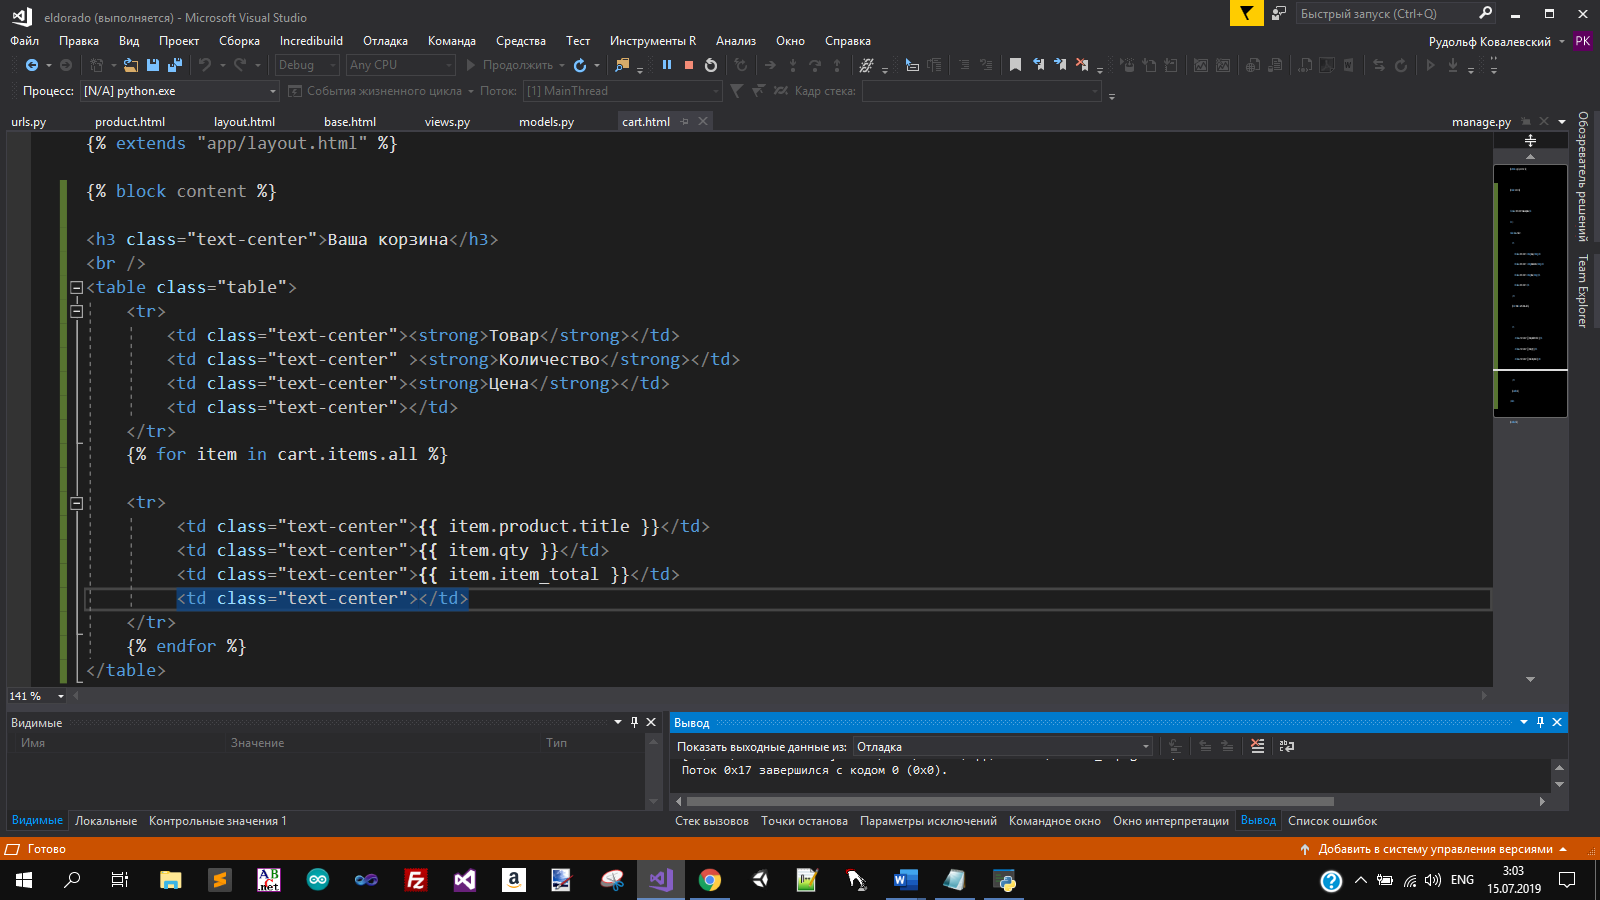 eldorado (выполняется) - Microsoft Visual Studio
Быстрый запуск (Ctrl+Q)
Файл Правка Вид Проект Сборка Incredibuild Отладка Команда Средства Тест Инструменты R Анализ Окно Справка
Рудольф Ковалевский РК
Debug Any CPU Продолжить
Процесс: [N/A] python.exe События жизненного цикла Поток: [1] MainThread Кадр стека:
urls.py product.html layout.html base.html views.py models.py cart.html manage.py
{% extends "app/layout.html" %}
{% block content %}
<h3 class="text-center">Ваша корзина</h3>
<br />
<table class="table">
<tr>
<td class="text-center"><strong>Товар</strong></td>
<td class="text-center" ><strong>Количество</strong></td>
<td class="text-center"><strong>Цена</strong></td>
<td class="text-center"></td>
</tr>
{% for item in cart.items.all %}
<tr>
<td class="text-center">{{ item.product.title }}</td>
<td class="text-center">{{ item.qty }}</td>
<td class="text-center">{{ item.item_total }}</td>
<td class="text-center"></td>
</tr>
{% endfor %}
</table>
Обозреватель решений
Team Explorer
141 %
Видимые
Имя Значение Тип
Видимые Локальные Контрольные значения 1
Вывод
Показать выходные данные из: Отладка
Поток 0x17 завершился с кодом 0 (0x0).
Стек вызовов Точки останова Параметры исключений Командное окно Окно интерпретации Вывод Список ошибок
Готово
Добавить в систему управления версиями
ENG
3:03
15.07.2019